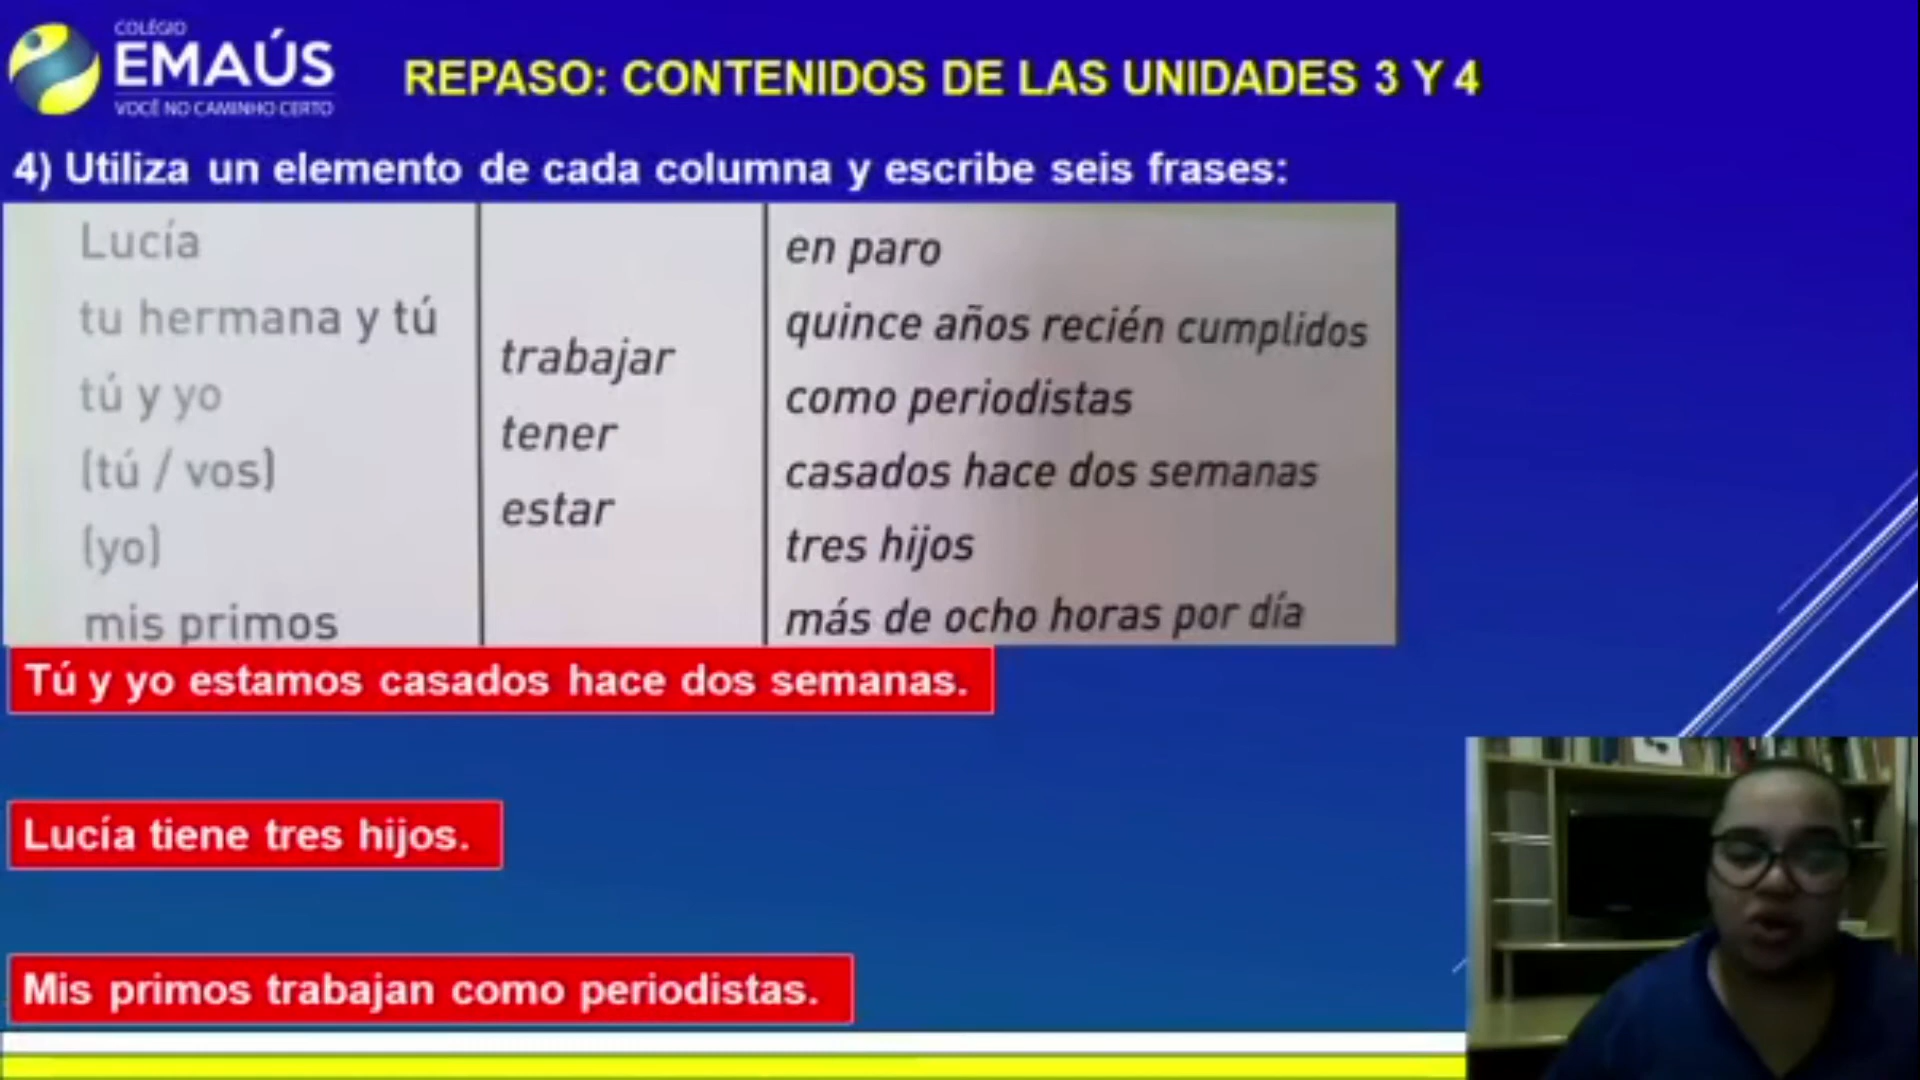 COLÉGIO
EMAÚS
VOCÊ NO CAMINHO CERTO
REPASO: CONTENIDOS DE LAS UNIDADES 3 Y 4
4) Utiliza un elemento de cada columna y escribe seis frases:
Lucía
tu hermana y tú
tú y yo
(tú / vos)
(yo)
mis primos
trabajar
tener
estar
en paro
quince años recién cumplidos
como periodistas
casados hace dos semanas
tres hijos
más de ocho horas por día
Tú y yo estamos casados hace dos semanas.
Lucía tiene tres hijos.
Mis primos trabajan como periodistas.